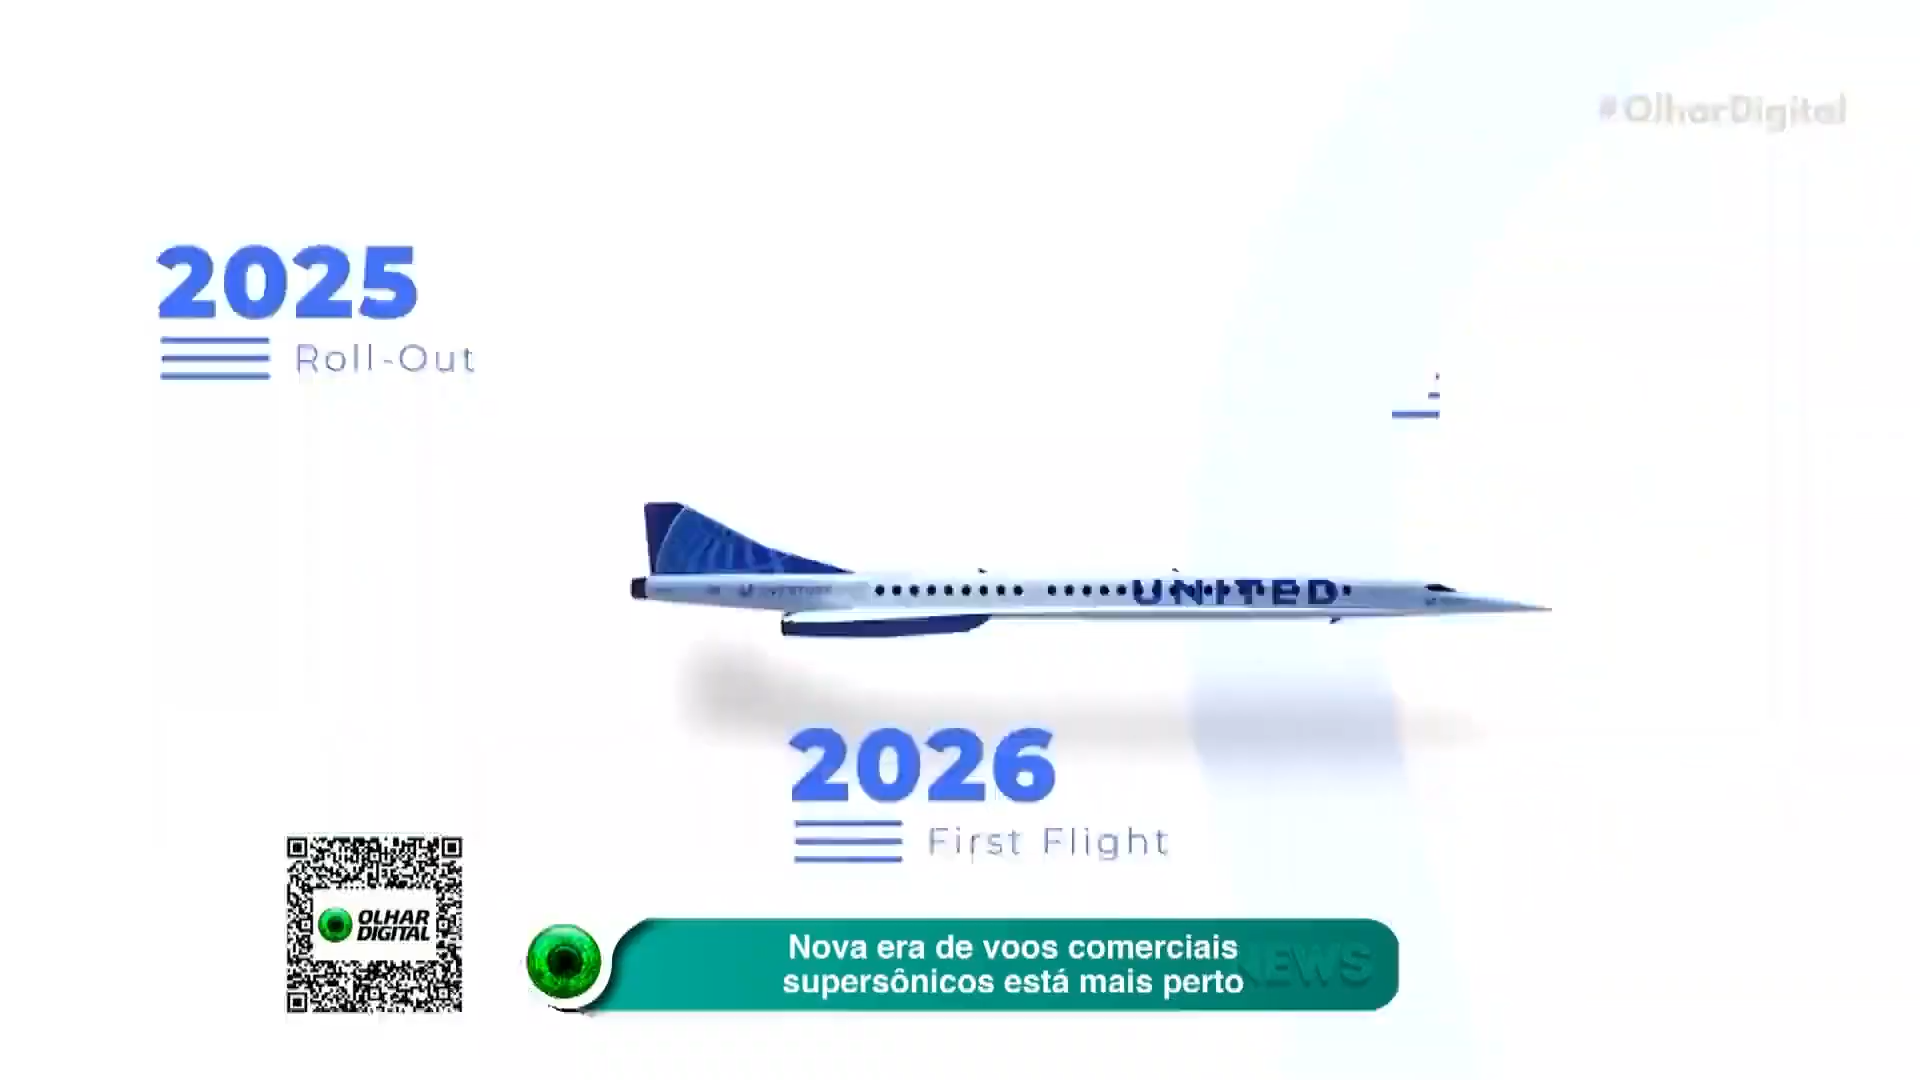 #OlharDigital
2025
Roll-Out
UNITED
2026
First Flight
OLHAR
DIGITAL
Nova era de voos comerciais
supersônicos está mais perto
NEWS